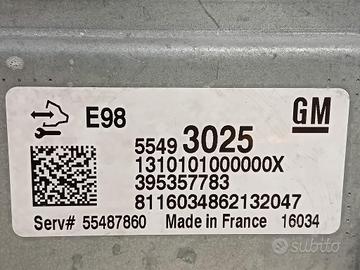 E98
GM
5549 3025
1310101000000X
395357783
8116034862132047
Serv# 55487860 Made in France 16034
subito